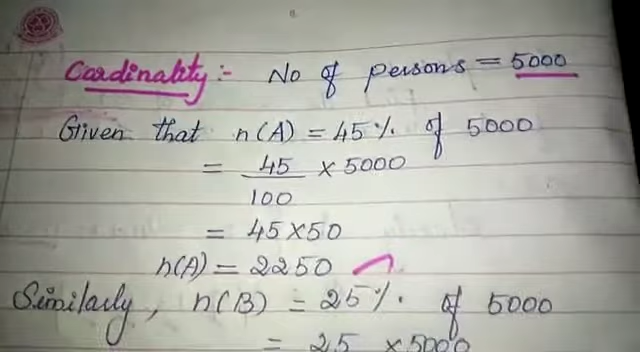 Cardinality:- No of persons = 5000
Given that n(A) = 45% of 5000
= 45/100 × 5000
= 45×50
n(A) = 2250
Similarly, n(B) = 25% of 5000
= 25 × 5000